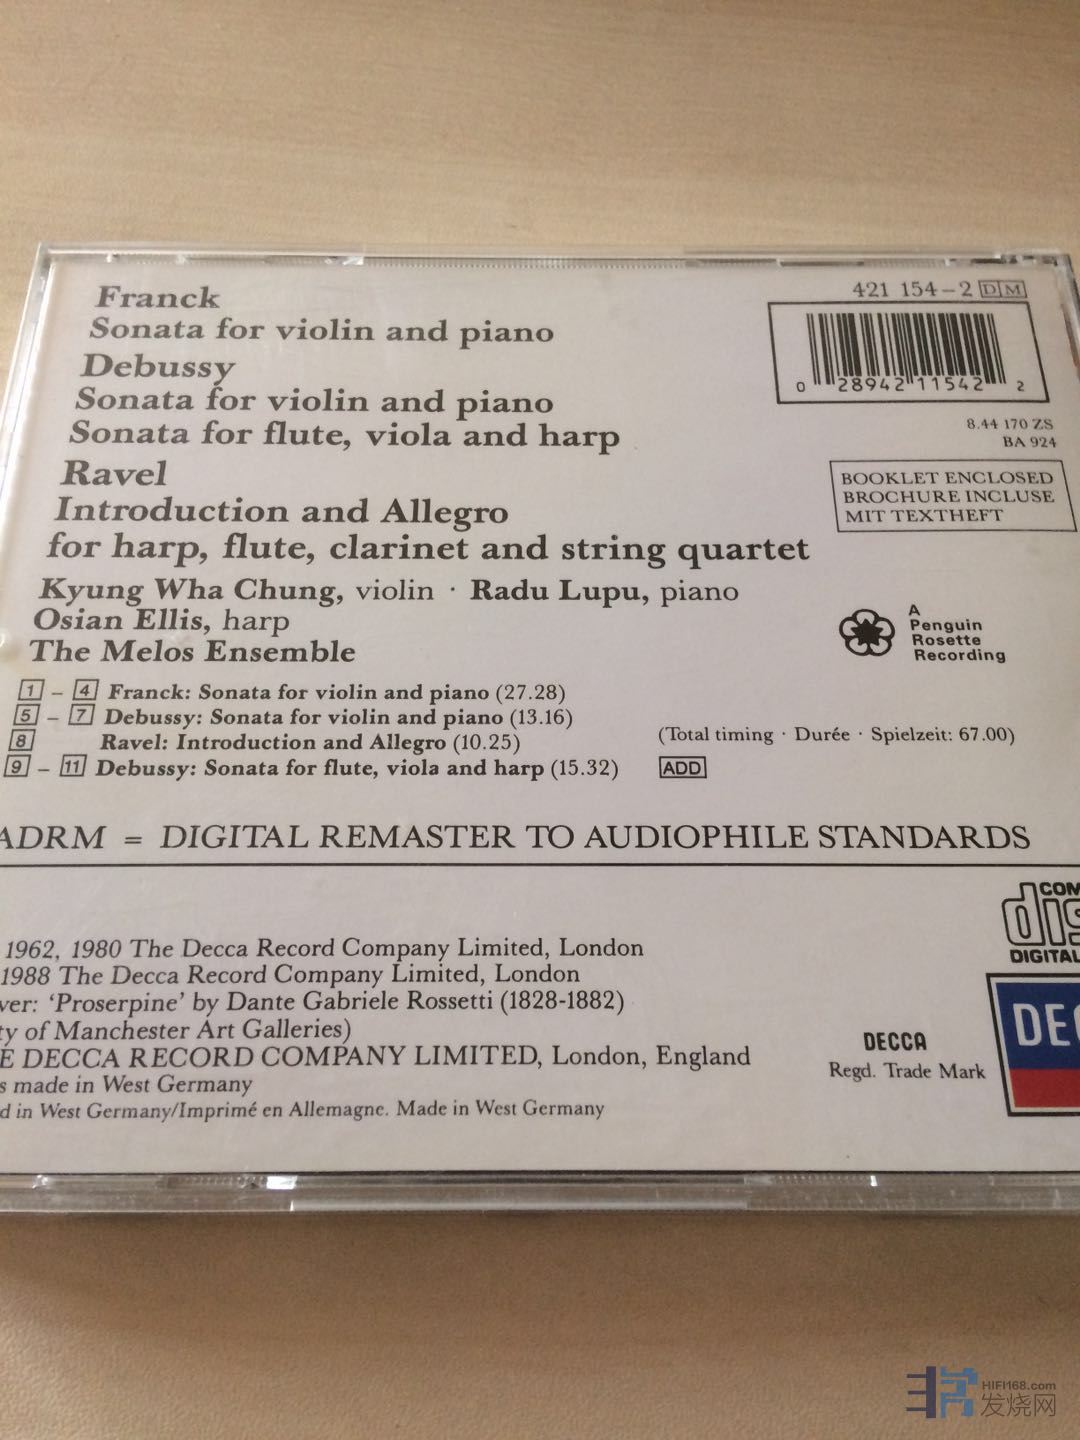 Franck
Sonata for violin and piano
Debussy
Sonata for violin and piano
Sonata for flute, viola and harp
Ravel
Introduction and Allegro
for harp, flute, clarinet and string quartet
Kyung Wha Chung, violin · Radu Lupu, piano
Osian Ellis, harp
The Melos Ensemble
421 154-2 DM
0 28942 11542 2
8.44 170 ZS
BA 924
BOOKLET ENCLOSED
BROCHURE INCLUSE
MIT TEXTHEFT
A
Penguin
Rosette
Recording
1 - 4 Franck: Sonata for violin and piano (27.28)
5 - 7 Debussy: Sonata for violin and piano (13.16)
8 Ravel: Introduction and Allegro (10.25)
9 - 11 Debussy: Sonata for flute, viola and harp (15.32)
(Total timing · Durée · Spielzeit: 67.00)
ADD
ADRM = DIGITAL REMASTER TO AUDIOPHILE STANDARDS
1962, 1980 The Decca Record Company Limited, London
1988 The Decca Record Company Limited, London
ver: ‘Proserpine’ by Dante Gabriele Rossetti (1828-1882)
ty of Manchester Art Galleries)
E DECCA RECORD COMPANY LIMITED, London, England
s made in West Germany
d in West Germany/Imprimé en Allemagne. Made in West Germany
COM
dis
DIGITAL
DEC
DECCA
Regd. Trade Mark
HIFI168.com
发烧网